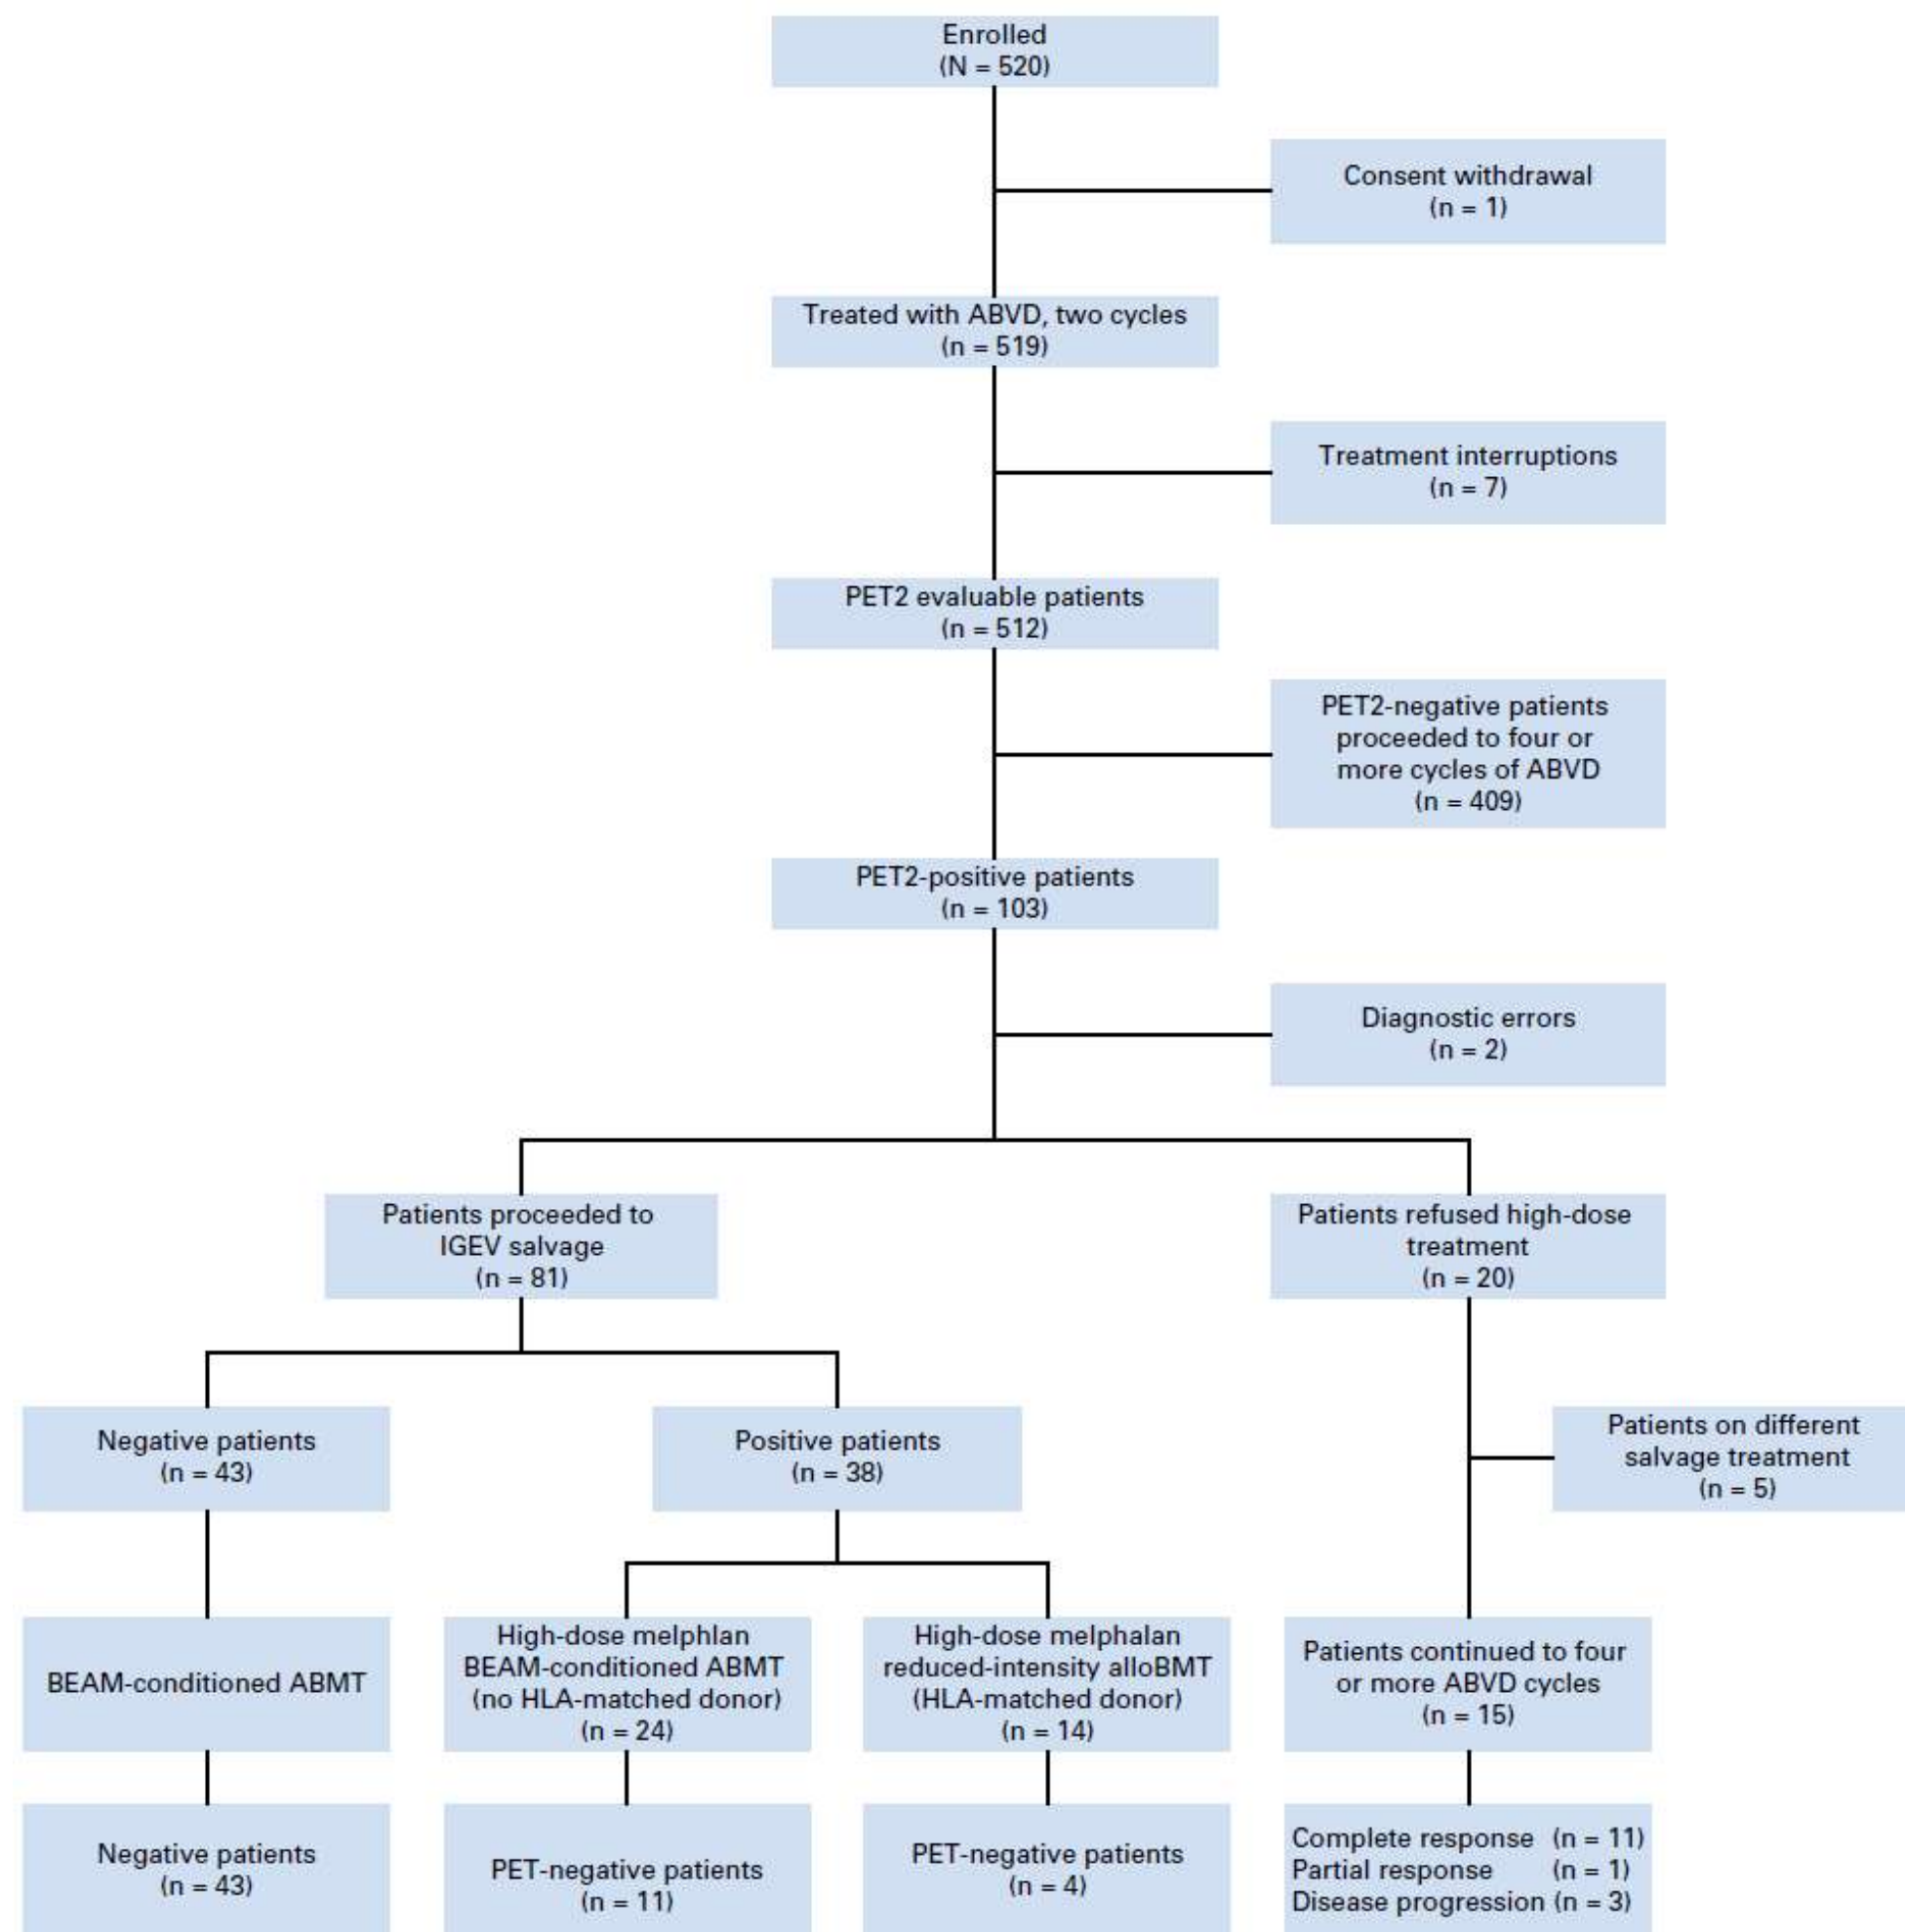 Enrolled
(N = 520)
Consent withdrawal
(n = 1)
Treated with ABVD, two cycles
(n = 519)
Treatment interruptions
(n = 7)
PET2 evaluable patients
(n = 512)
PET2-negative patients
proceeded to four or
more cycles of ABVD
(n = 409)
PET2-positive patients
(n = 103)
Diagnostic errors
(n = 2)
Patients proceeded to
IGEV salvage
(n = 81)
Patients refused high-dose
treatment
(n = 20)
Negative patients
(n = 43)
Positive patients
(n = 38)
Patients on different
salvage treatment
(n = 5)
BEAM-conditioned ABMT
High-dose melphlan
BEAM-conditioned ABMT
(no HLA-matched donor)
(n = 24)
High-dose melphalan
reduced-intensity alloBMT
(HLA-matched donor)
(n = 14)
Patients continued to four
or more ABVD cycles
(n = 15)
Negative patients
(n = 43)
PET-negative patients
(n = 11)
PET-negative patients
(n = 4)
Complete response (n = 11)
Partial response (n = 1)
Disease progression (n = 3)